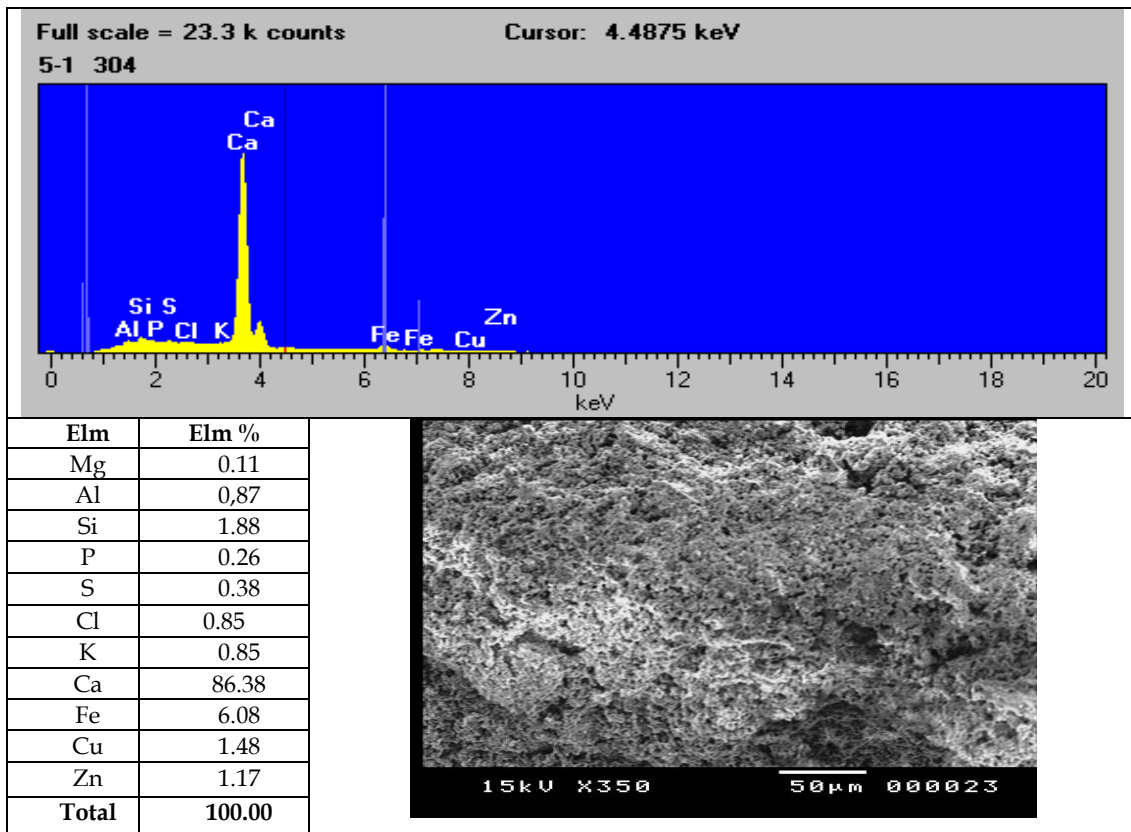 Full scale = 23.3 k counts Cursor: 4.4875 keV
5-1 304
Ca
Ca
Si S
Al P Cl K
Fe Fe Cu Zn
0 2 4 6 8 10 12 14 16 18 20
keV
Elm Elm %
Mg 0.11
Al 0,87
Si 1.88
P 0.26
S 0.38
Cl 0.85
K 0.85
Ca 86.38
Fe 6.08
Cu 1.48
Zn 1.17
Total 100.00
15kV X350 50µm 000023